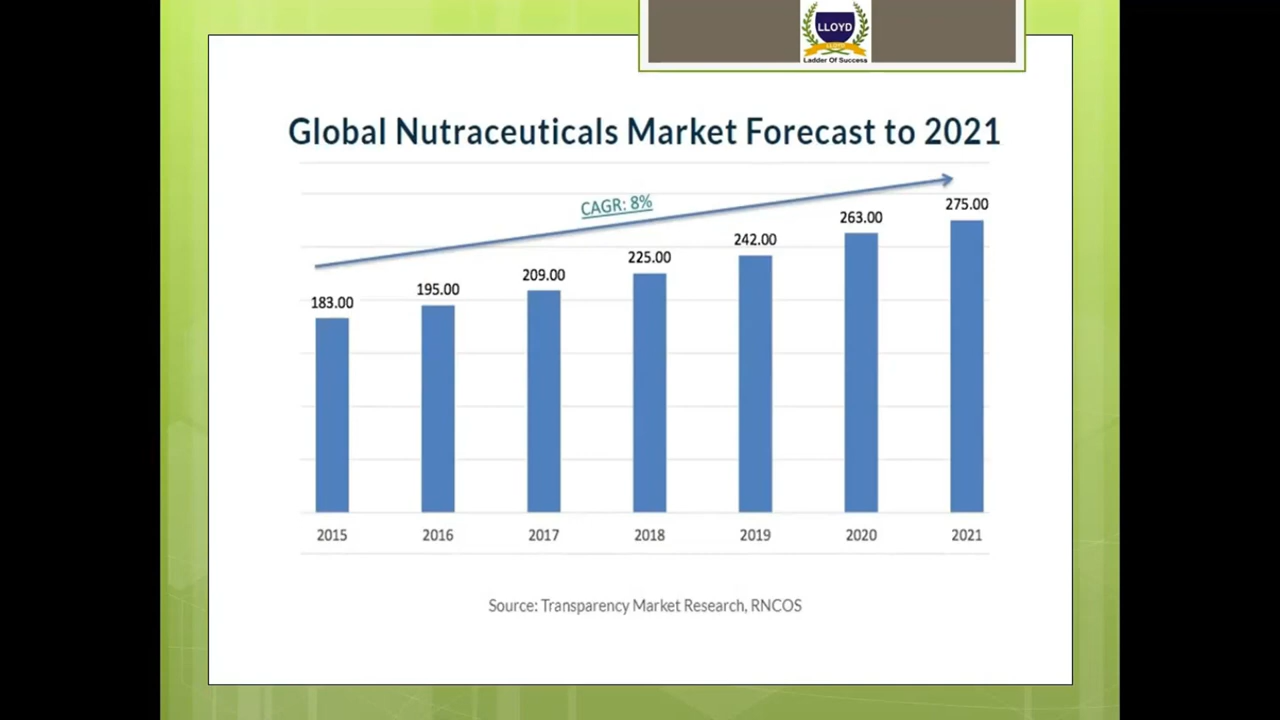 LLOYD
Ladder Of Success
Global Nutraceuticals Market Forecast to 2021
CAGR: 8%
183.00
195.00
209.00
225.00
242.00
263.00
275.00
2015 2016 2017 2018 2019 2020 2021
Source: Transparency Market Research, RNCOS